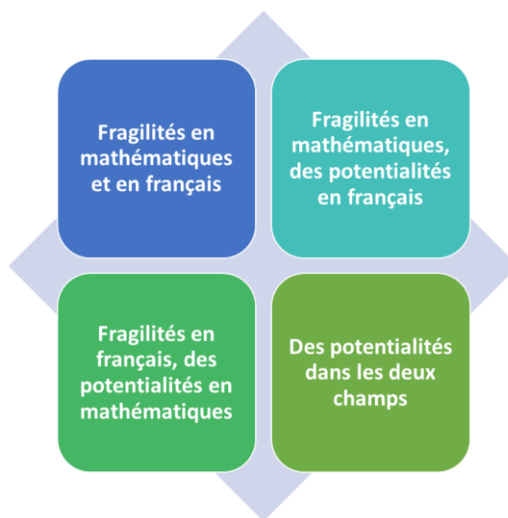 Fragilités en
mathématiques
et en français
Fragilités en
mathématiques,
des potentialités
en français
Fragilités en
français, des
potentialités en
mathématiques
Des potentialités
dans les deux
champs